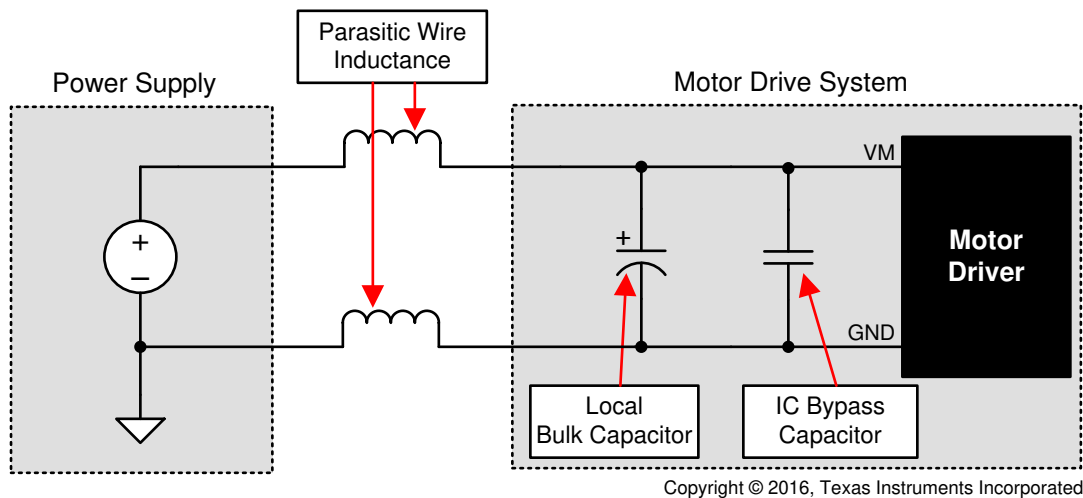 Parasitic Wire
Inductance
Power Supply
Motor Drive System
VM
+
–
+
Motor
Driver
GND
Local
Bulk Capacitor
IC Bypass
Capacitor
Copyright © 2016, Texas Instruments Incorporated